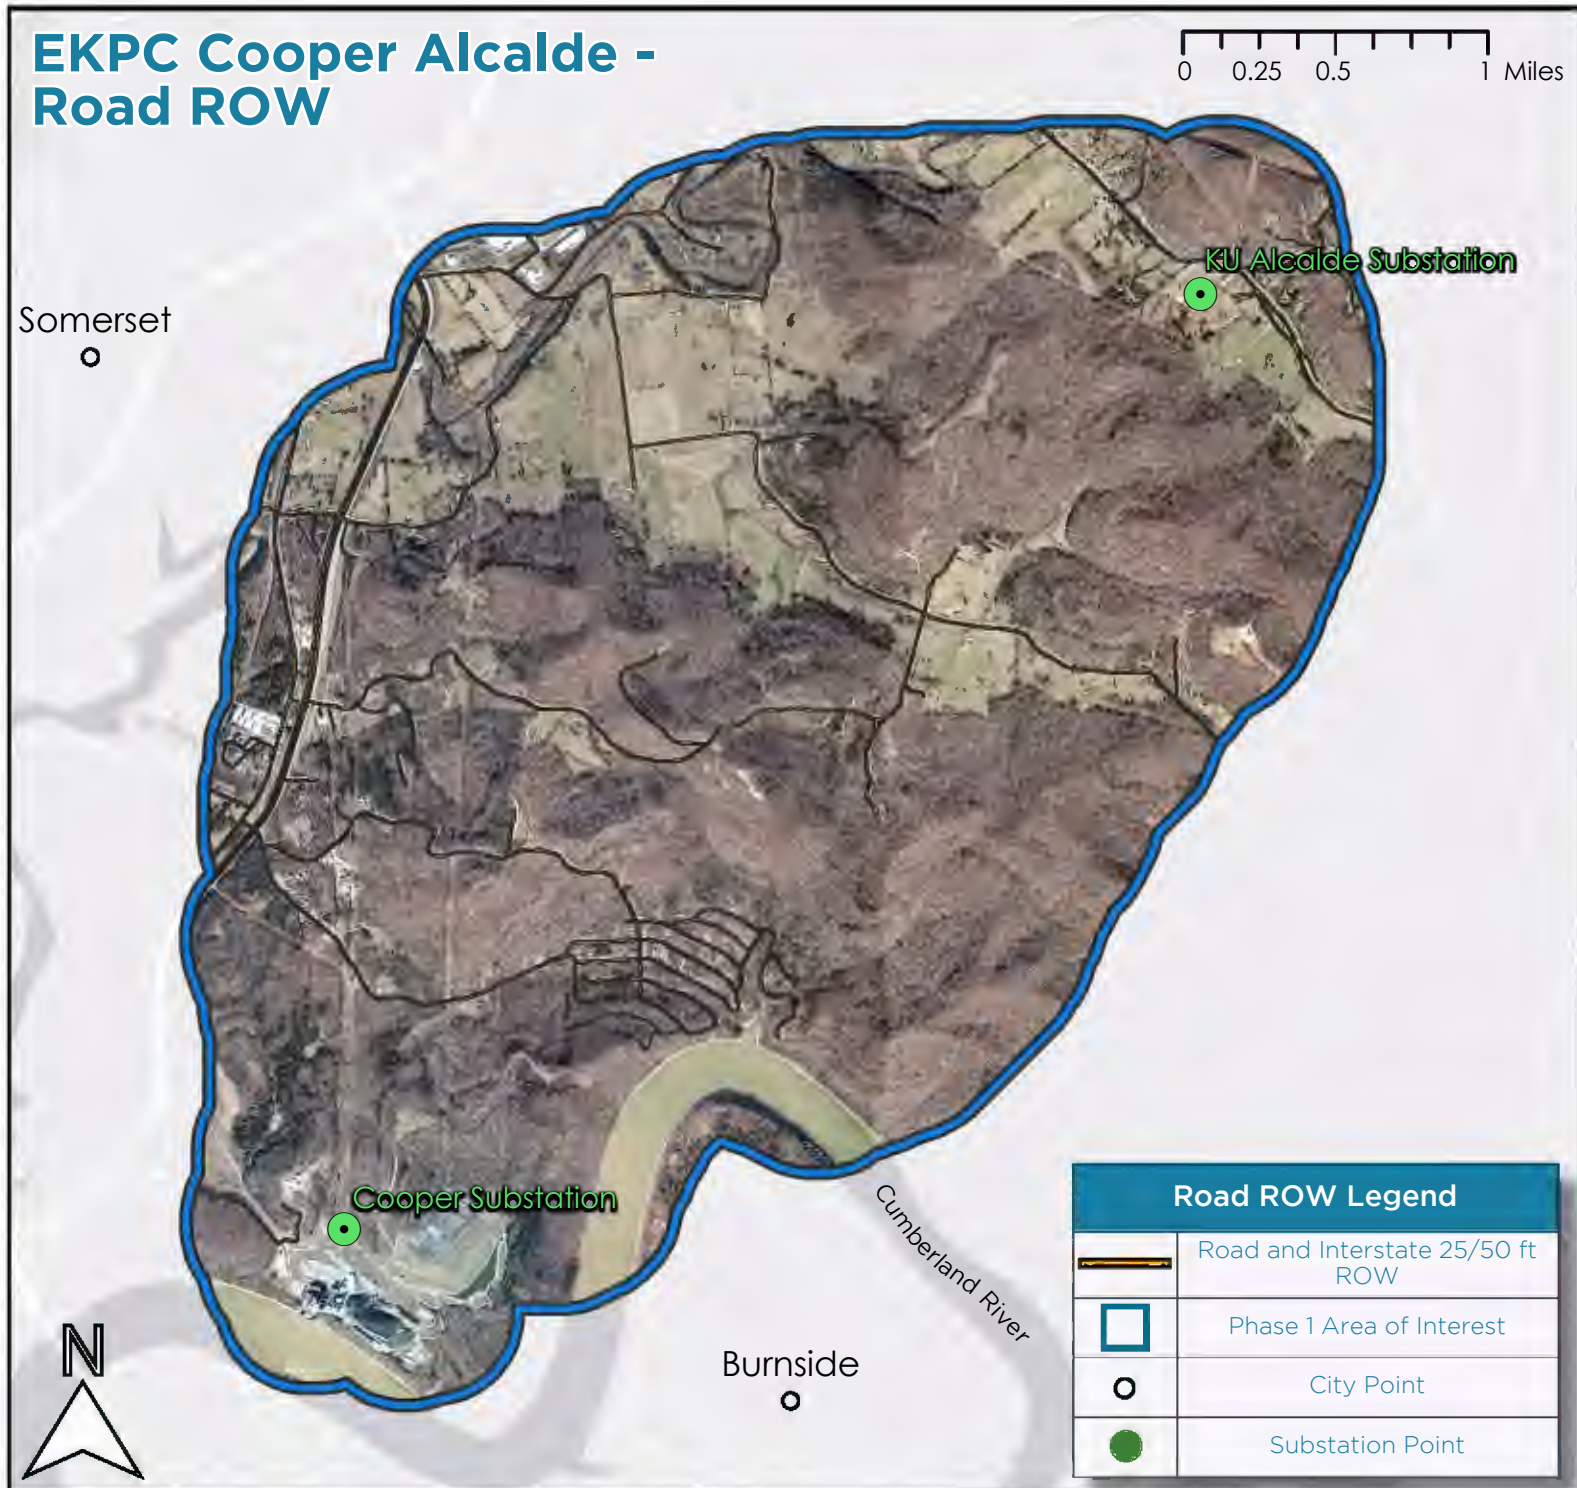 EKPC Cooper Alcalde -
Road ROW
0 0.25 0.5 1 Miles
KU Alcalde Substation
Somerset
Cooper Substation
Cumberland River
Burnside
N
Road ROW Legend
Road and Interstate 25/50 ft
ROW
Phase 1 Area of Interest
City Point
Substation Point